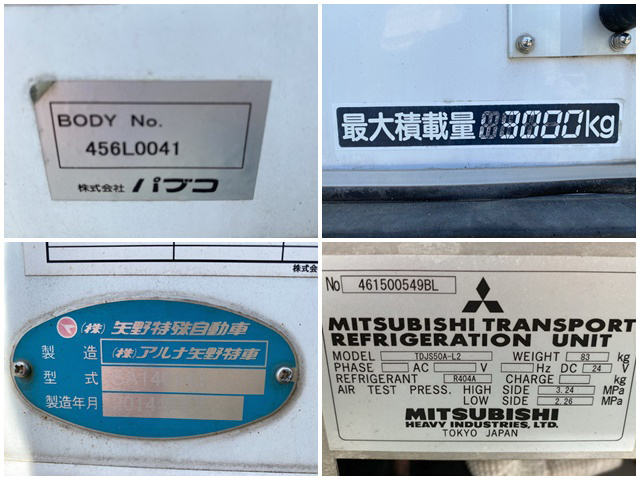 BODY No.
456L0041
株式会社 パブコ
最大積載量 3000kg
株式会
(株) 矢野特殊自動車
製造 (株) アルナ矢野特車
型式
製造年月
No 461500549BL
MITSUBISHI TRANSPORT
REFRIGERATION UNIT
MODEL TDJS50A-L2 WEIGHT 83 kg
PHASE AC V Hz DC 24 V
REFRIGERANT R404A CHARGE kg
AIR TEST PRESS. HIGH SIDE 3.24 MPa
LOW SIDE 2.26 MPa
MITSUBISHI
HEAVY INDUSTRIES, LTD.
TOKYO JAPAN